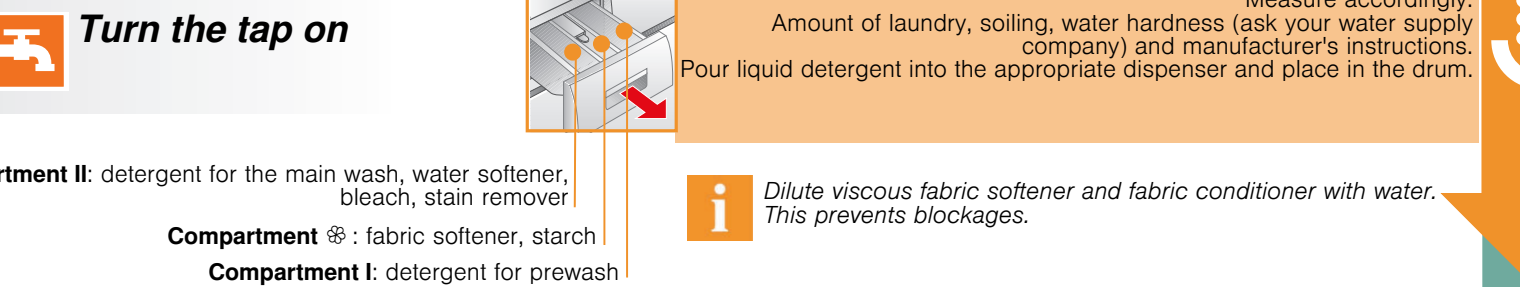 Turn the tap on
Measure accordingly:
Amount of laundry, soiling, water hardness (ask your water supply
company) and manufacturer's instructions.
Pour liquid detergent into the appropriate dispenser and place in the drum.
rtment II: detergent for the main wash, water softener,
bleach, stain remover
Compartment ֍ : fabric softener, starch
Compartment I: detergent for prewash
Dilute viscous fabric softener and fabric conditioner with water.
This prevents blockages.